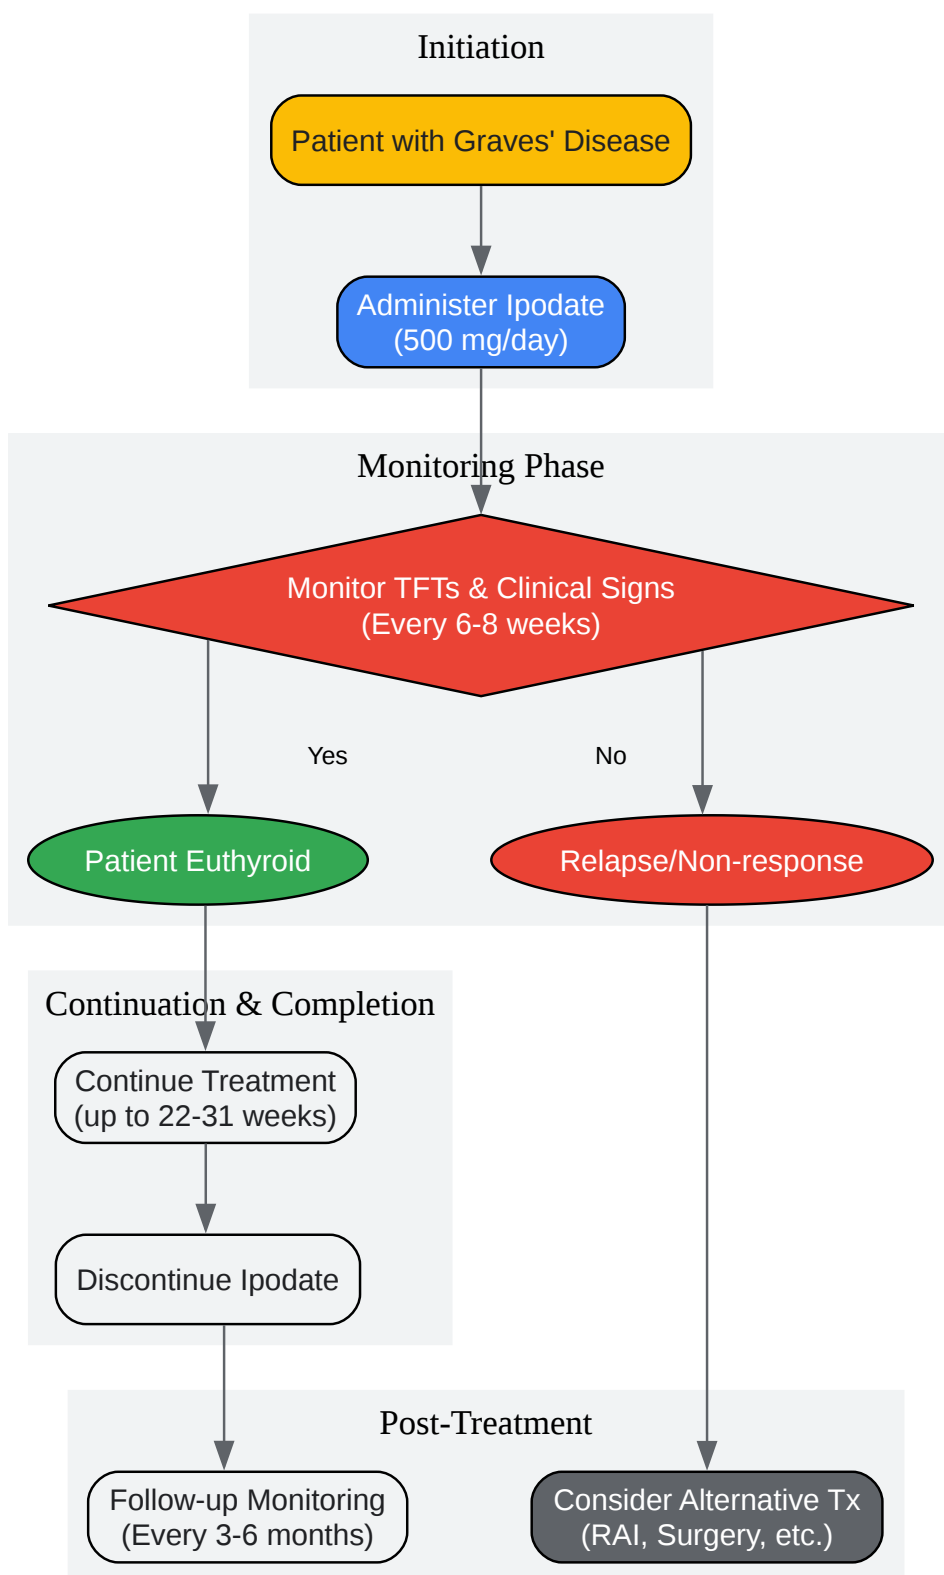 Initiation
Patient with Graves' Disease
Administer Ipodate
(500 mg/day)
Monitoring Phase
Monitor TFTs & Clinical Signs
(Every 6-8 weeks)
Yes
No
Patient Euthyroid
Relapse/Non-response
Continuation & Completion
Continue Treatment
(up to 22-31 weeks)
Discontinue Ipodate
Post-Treatment
Follow-up Monitoring
(Every 3-6 months)
Consider Alternative Tx
(RAI, Surgery, etc.)